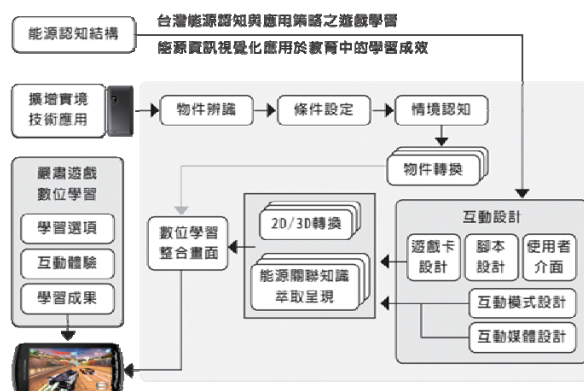 能源認知結構
台灣能源認知與應用策略之遊戲學習
能源資訊視覺化應用於教育中的學習成效
擴增實境
技術應用
物件辨識
條件設定
情境認知
物件轉換
嚴肅遊戲
數位學習
學習選項
互動體驗
學習成果
數位學習
整合畫面
2D/3D轉換
能源關聯知識
萃取呈現
互動設計
遊戲卡
設計
腳本
設計
使用者
介面
互動模式設計
互動媒體設計